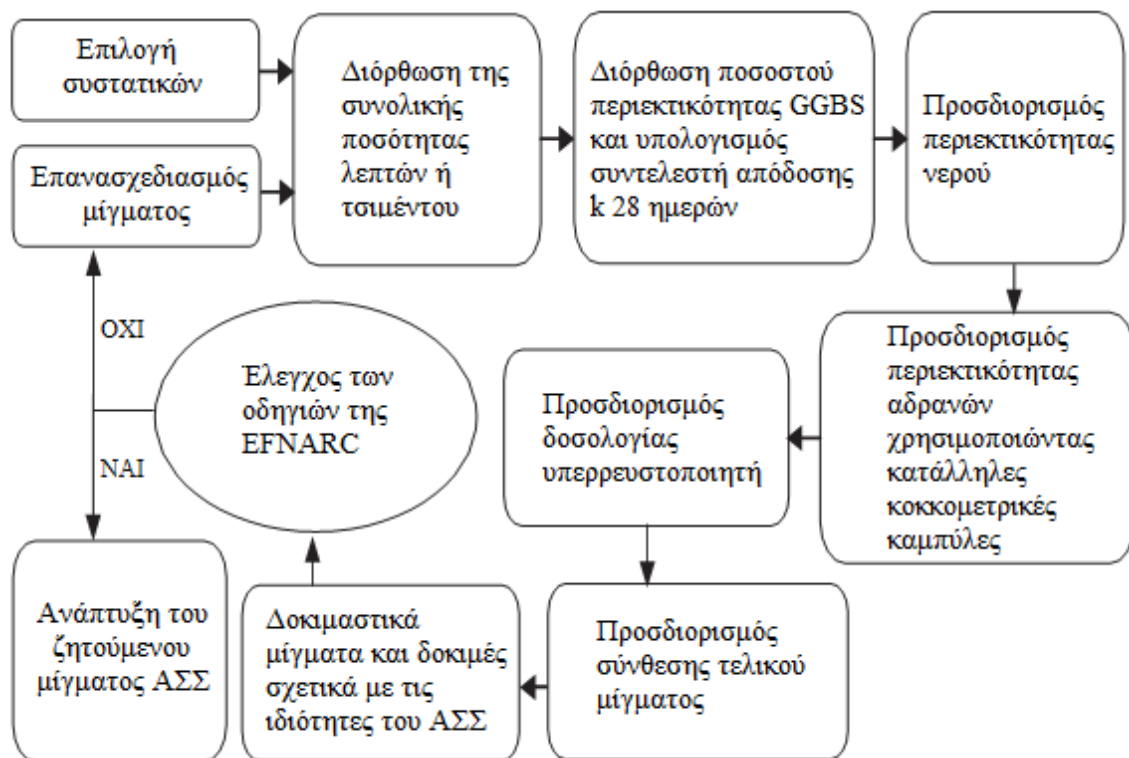 Επιλογή
συστατικών
Διόρθωση της
συνολικής
ποσότητας
λεπτών ή
τσιμέντου
Διόρθωση ποσοστού
περιεκτικότητας GGBS
και υπολογισμός
συντελεστή απόδοσης
k 28 ημερών
Προσδιορισμός
περιεκτικότητας
νερού
Επανασχεδιασμός
μίγματος
ΟΧΙ
ΝΑΙ
Έλεγχος των
οδηγιών της
EFNARC
Προσδιορισμός
δοσολογίας
υπερρευστοποιητή
Προσδιορισμός
περιεκτικότητας
αδρανών
χρησιμοποιώντας
κατάλληλες
κοκκομετρικές
καμπύλες
Ανάπτυξη του
ζητούμενου
μίγματος ΑΣΣ
Δοκιμαστικά
μίγματα και δοκιμές
σχετικά με τις
ιδιότητες του ΑΣΣ
Προσδιορισμός
σύνθεσης τελικού
μίγματος